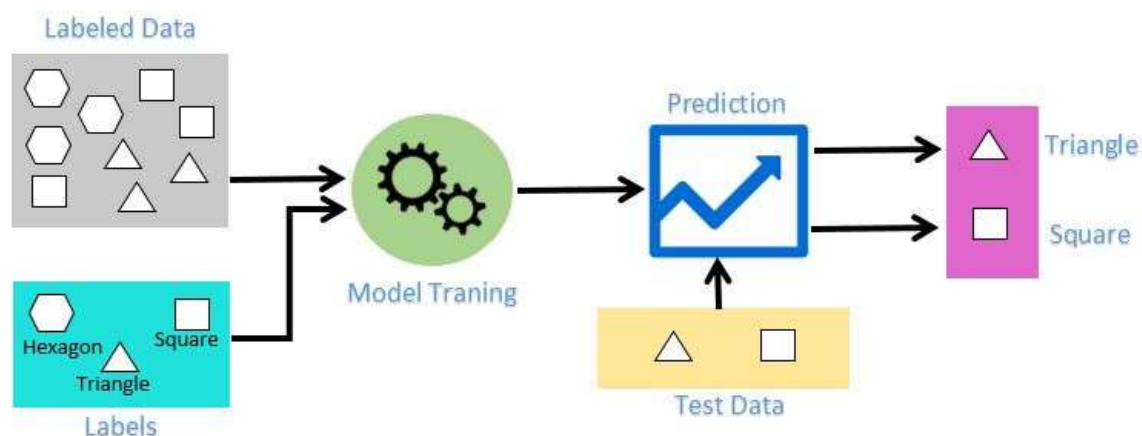 Labeled Data
Prediction
Triangle
Square
Model Traning
Hexagon
Square
Triangle
Labels
Test Data